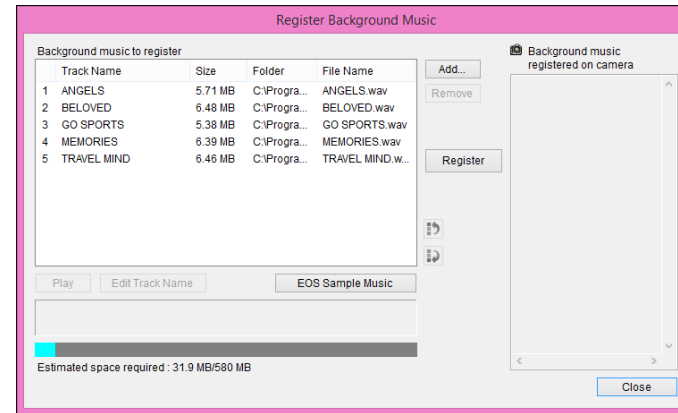 Register Background Music
Background music to register
Track Name Size Folder File Name
1 ANGELS 5.71 MB C:\Progra... ANGELS.wav
2 BELOVED 6.48 MB C:\Progra... BELOVED.wav
3 GO SPORTS 5.38 MB C:\Progra... GO SPORTS.wav
4 MEMORIES 6.39 MB C:\Progra... MEMORIES.wav
5 TRAVEL MIND 6.46 MB C:\Progra... TRAVEL MIND.w...
Add...
Remove
Register
Play Edit Track Name EOS Sample Music
Estimated space required : 31.9 MB/580 MB
Background music
registered on camera
Close